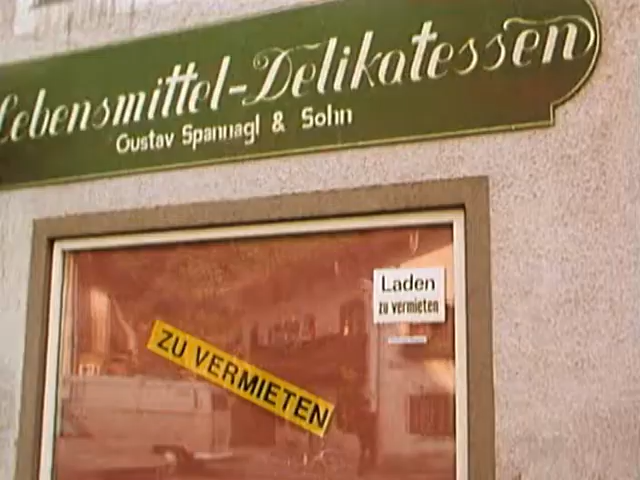 Lebensmittel-Delikatessen
Gustav Spannagl & Sohn
Laden
zu vermieten
ZU VERMIETEN